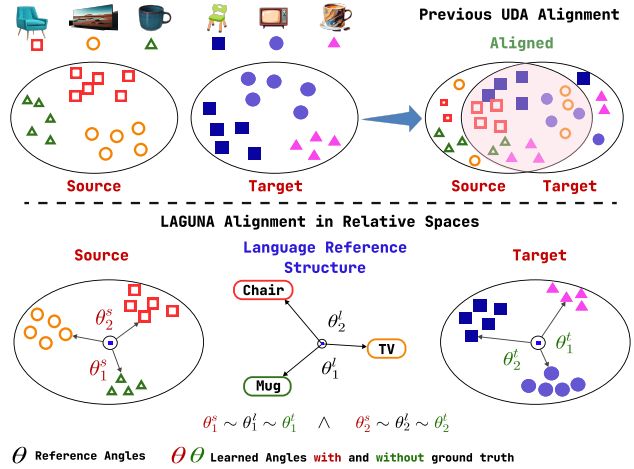 Previous UDA Alignment
Aligned
Source
Target
Source
Target
LAGUNA Alignment in Relative Spaces
Source
Language Reference
Structure
Target
Chair
TV
Mug
θ₂ˢ
θ₁ˢ
θ₂ˡ
θ₁ˡ
θ₂ᵗ
θ₁ᵗ
θ₁ˢ ∼ θ₁ˡ ∼ θ₁ᵗ ∧ θ₂ˢ ∼ θ₂ˡ ∼ θ₂ᵗ
θ Reference Angles θ θ Learned Angles with and without ground truth